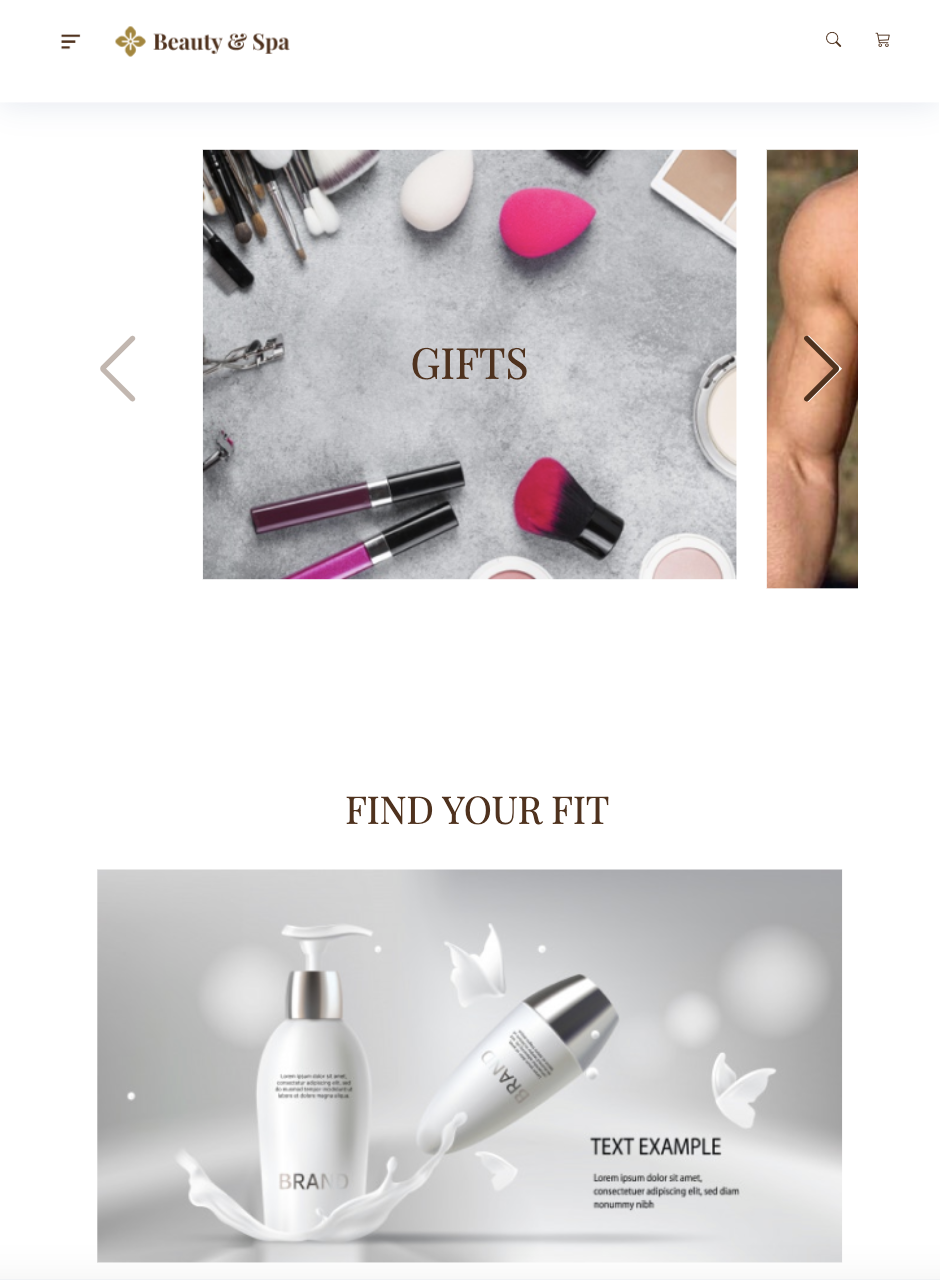 Beauty & Spa
GIFTS
FIND YOUR FIT
Lorem ipsum dolor sit amet,
consectetur adipiscing elit, sed
do eiusmod tempor incididunt ut
labore et dolore magna aliqua.
BRAND
BRAND
TEXT EXAMPLE
Lorem ipsum dolor sit amet,
consectetuer adipiscing elit, sed diam
nonummy nibh